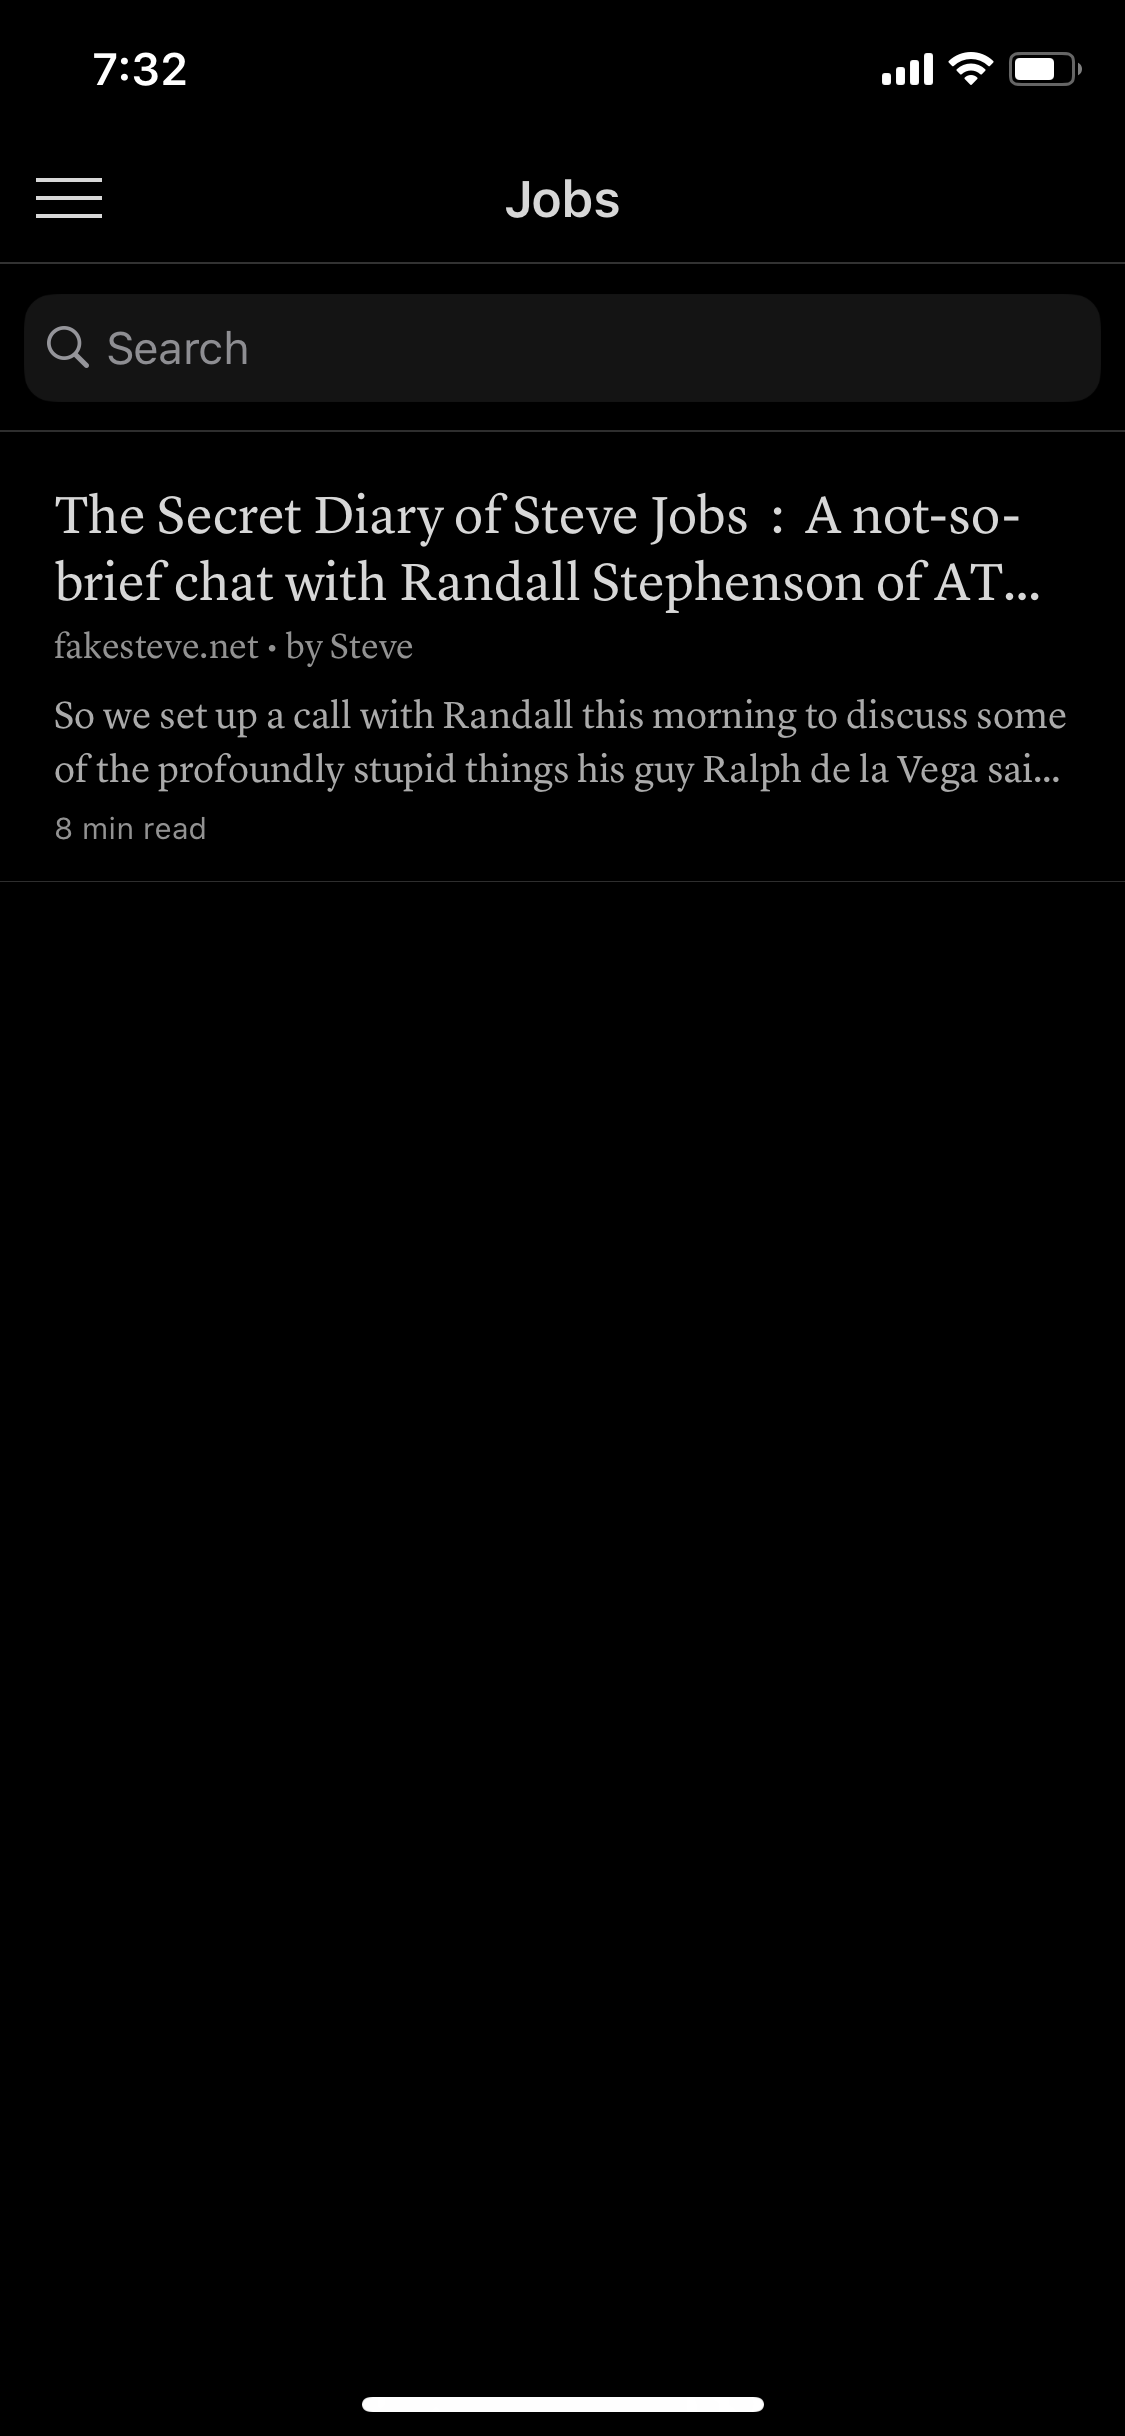 7:32
Jobs
Search
The Secret Diary of Steve Jobs : A not-so-
brief chat with Randall Stephenson of AT...
fakesteve.net • by Steve
So we set up a call with Randall this morning to discuss some
of the profoundly stupid things his guy Ralph de la Vega sai...
8 min read